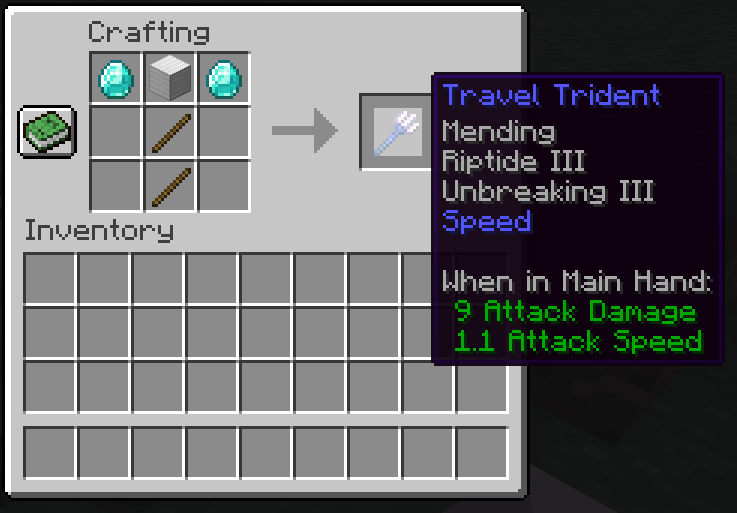 Crafting
Travel Trident
Mending
Riptide III
Unbreaking III
Speed
Inventory
When in Main Hand:
9 Attack Damage
1.1 Attack Speed